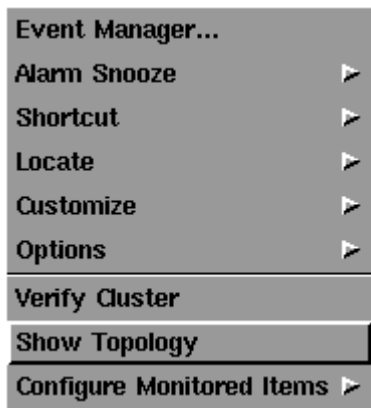 Event Manager...
Alarm Snooze
Shortcut
Locate
Customize
Options
Verify Cluster
Show Topology
Configure Monitored Items